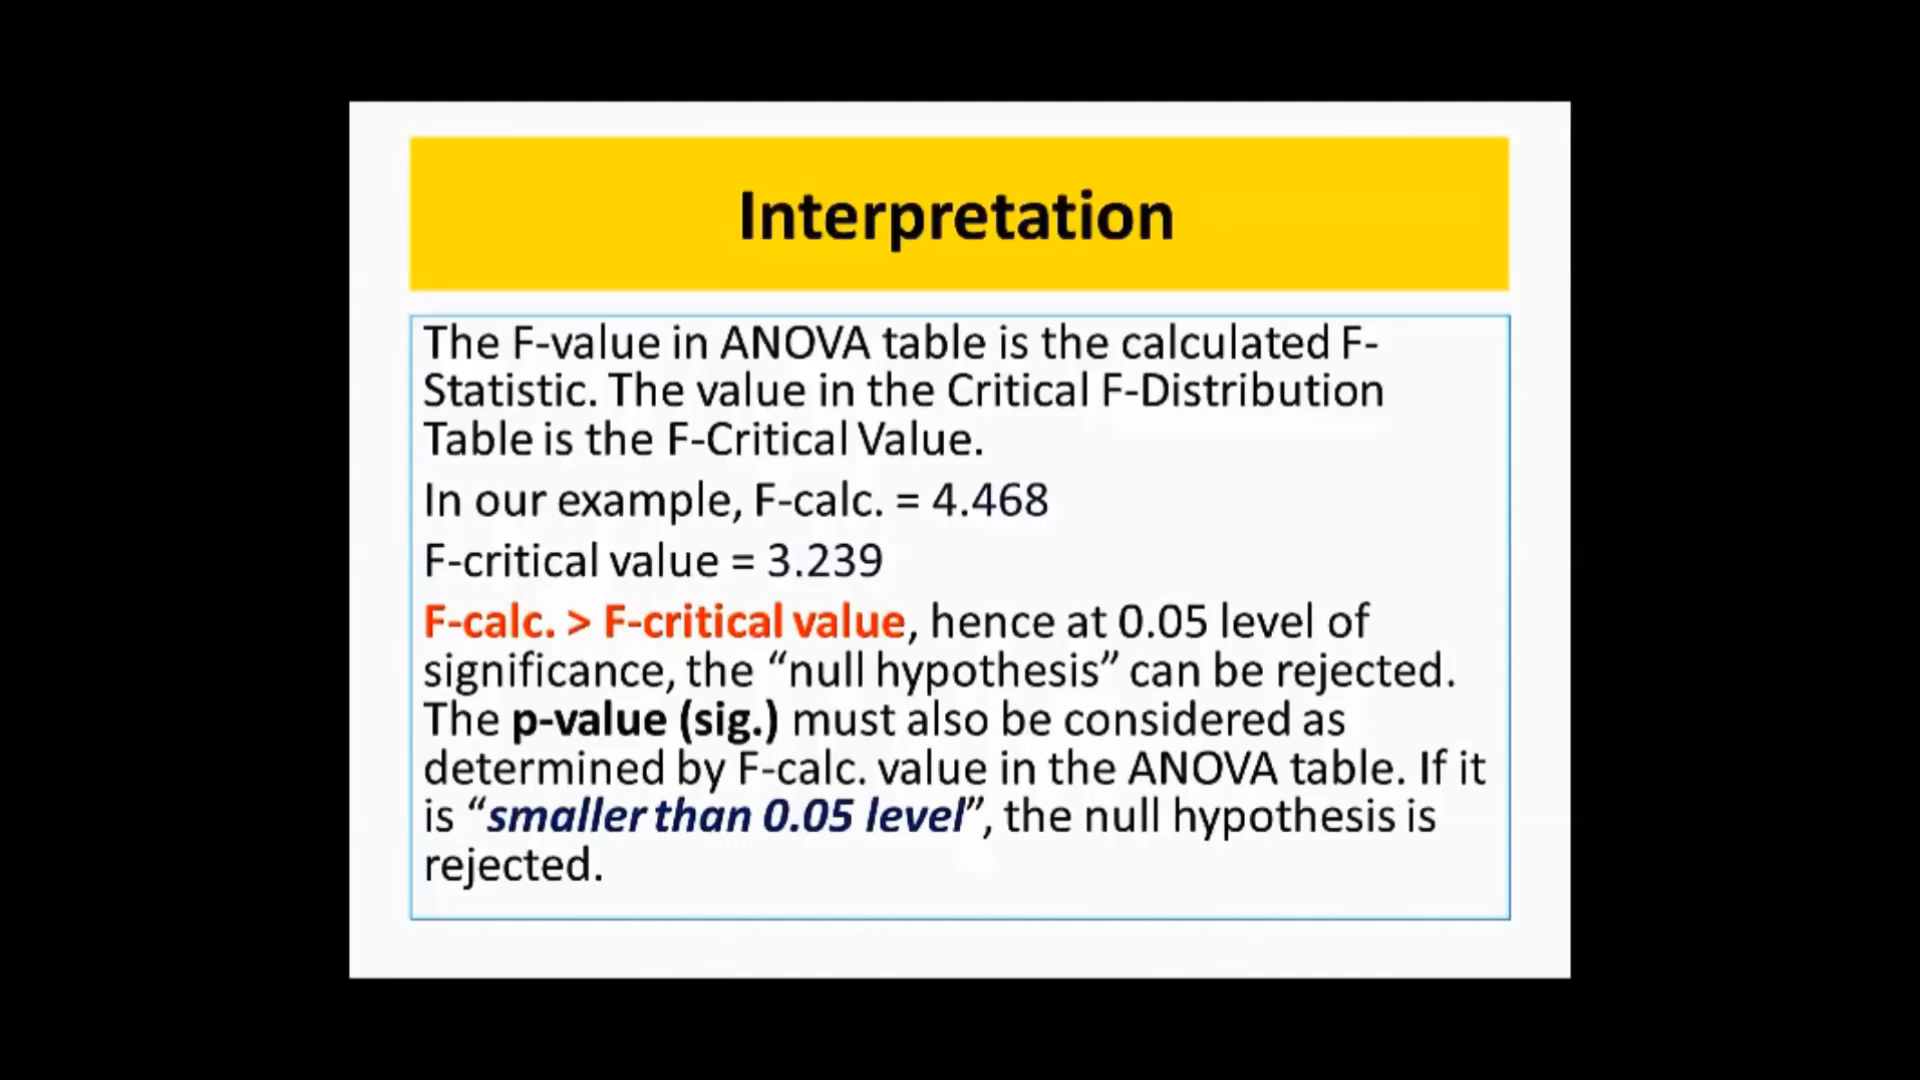 Interpretation
The F-value in ANOVA table is the calculated F-
Statistic. The value in the Critical F-Distribution
Table is the F-Critical Value.
In our example, F-calc. = 4.468
F-critical value = 3.239
F-calc. > F-critical value, hence at 0.05 level of
significance, the “null hypothesis” can be rejected.
The p-value (sig.) must also be considered as
determined by F-calc. value in the ANOVA table. If it
is “smaller than 0.05 level”, the null hypothesis is
rejected.